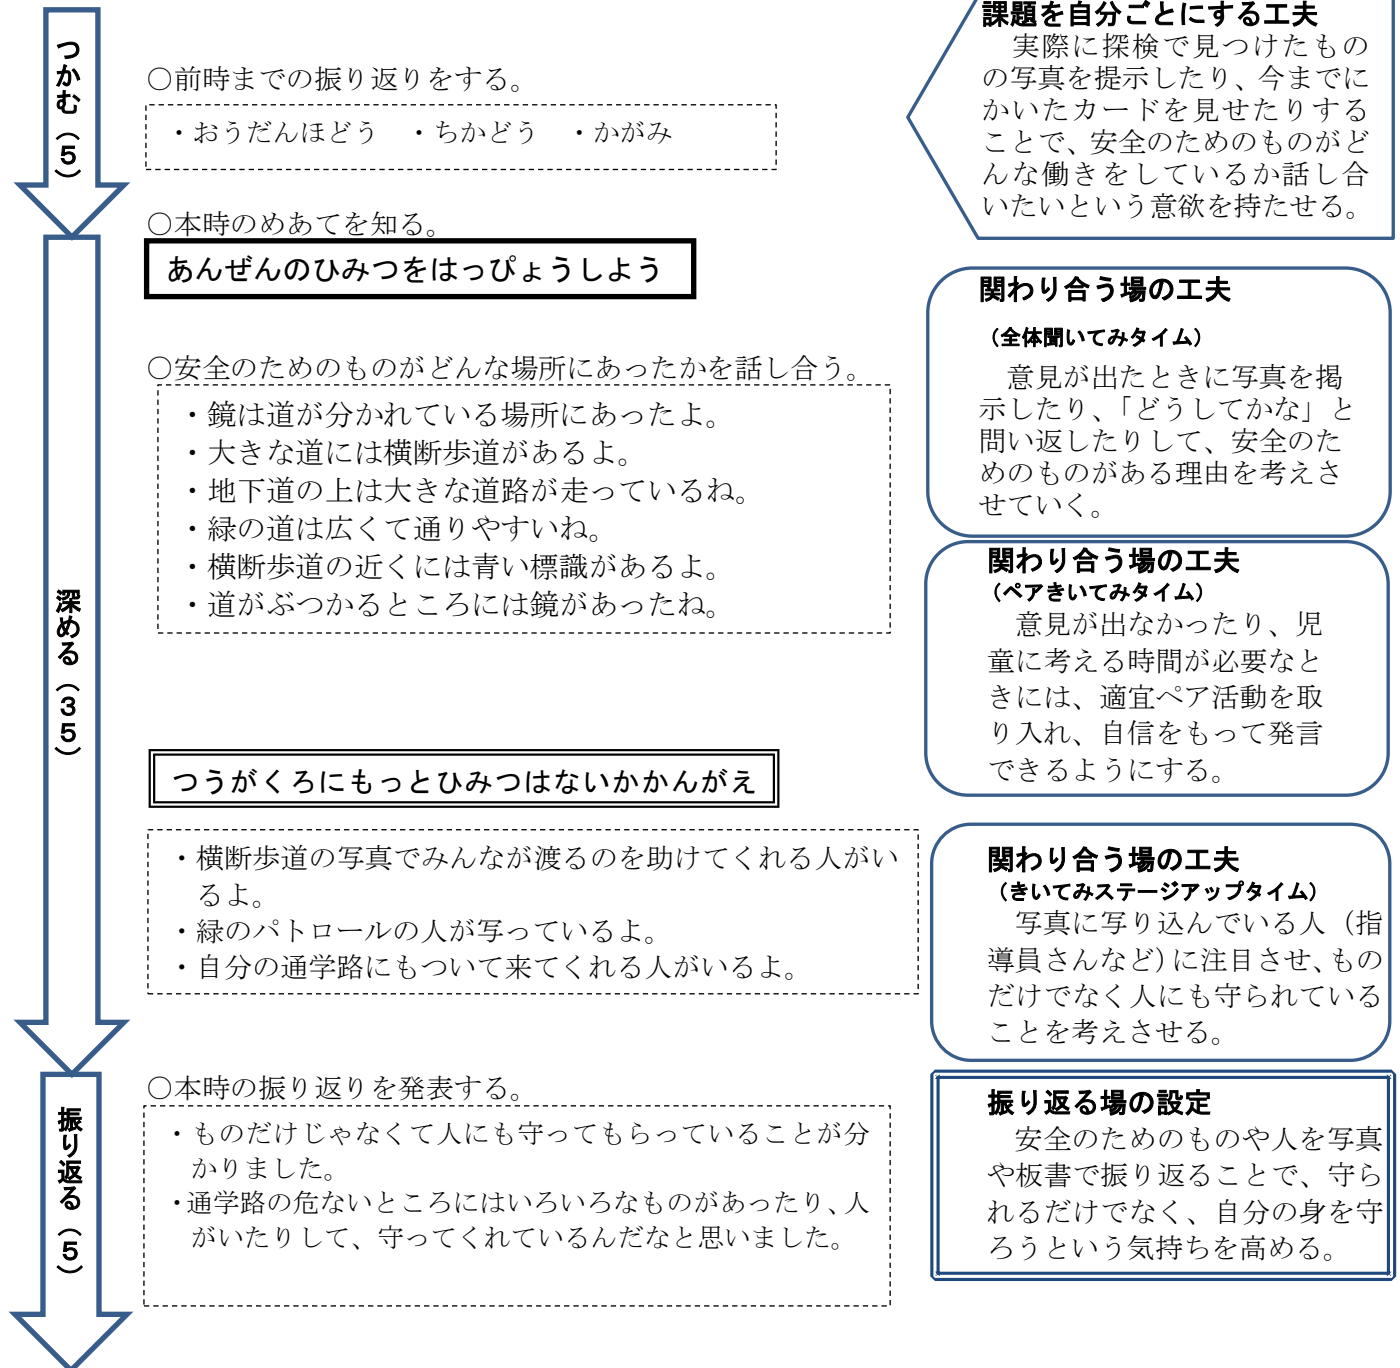 つかむ（５）
○前時までの振り返りをする。
・おうだんほどう　・ちかどう　・かがみ
課題を自分ごとにする工夫
実際に探検で見つけたもの
の写真を提示したり、今までに
かいたカードを見せたりする
ことで、安全のためのものがど
んな働きをしているか話し合
いたいという意欲を持たせる。
○本時のめあてを知る。
あんぜんのひみつをはっぴょうしよう
深める（３５）
○安全のためのものがどんな場所にあったかを話し合う。
・鏡は道が分かれている場所にあったよ。
・大きな道には横断歩道があるよ。
・地下道の上は大きな道路が走っているね。
・緑の道は広くて通りやすいね。
・横断歩道の近くには青い標識があるよ。
・道がぶつかるところには鏡があったね。
関わり合う場の工夫
（全体聞いてみタイム）
意見が出たときに写真を掲
示したり、「どうしてかな」と
問い返したりして、安全のた
めのものがある理由を考えさ
せていく。
関わり合う場の工夫
（ペアきいてみタイム）
意見が出なかったり、児
童に考える時間が必要なと
きには、適宜ペア活動を取
り入れ、自信をもって発言
できるようにする。
つうがくろにもっとひみつはないかかんがえ
・横断歩道の写真でみんなが渡るのを助けてくれる人がい
るよ。
・緑のパトロールの人が写っているよ。
・自分の通学路にもついて来てくれる人がいるよ。
関わり合う場の工夫
（きいてみステージアップタイム）
写真に写り込んでいる人（指
導員さんなど）に注目させ、もの
だけでなく人にも守られている
ことを考えさせる。
振り返る（５）
○本時の振り返りを発表する。
・ものだけじゃなくて人にも守ってもらっていることが分
かりました。
・通学路の危ないところにはいろいろなものがあったり、人
がいたりして、守ってくれているんだなと思いました。
振り返る場の設定
安全のためのものや人を写真
や板書で振り返ることで、守ら
れるだけでなく、自分の身を守
ろうという気持ちを高める。